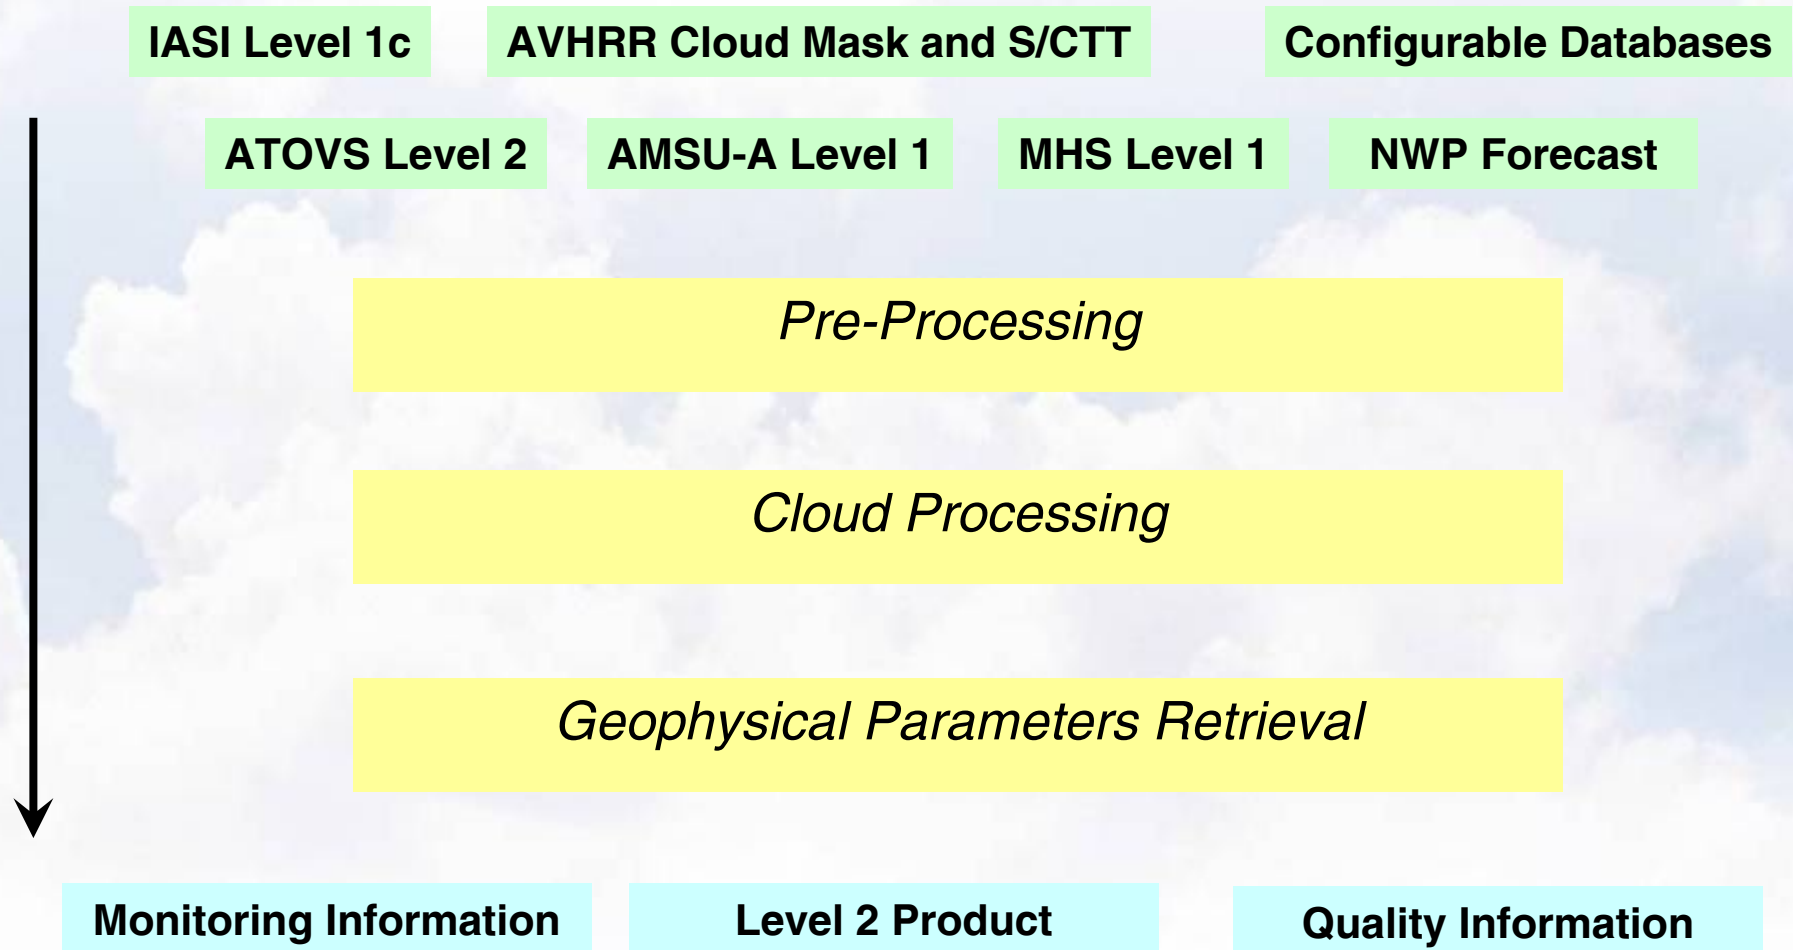 IASI Level 1c
AVHRR Cloud Mask and S/CTT
Configurable Databases
ATOVS Level 2
AMSU-A Level 1
MHS Level 1
NWP Forecast
Pre-Processing
Cloud Processing
Geophysical Parameters Retrieval
Monitoring Information
Level 2 Product
Quality Information